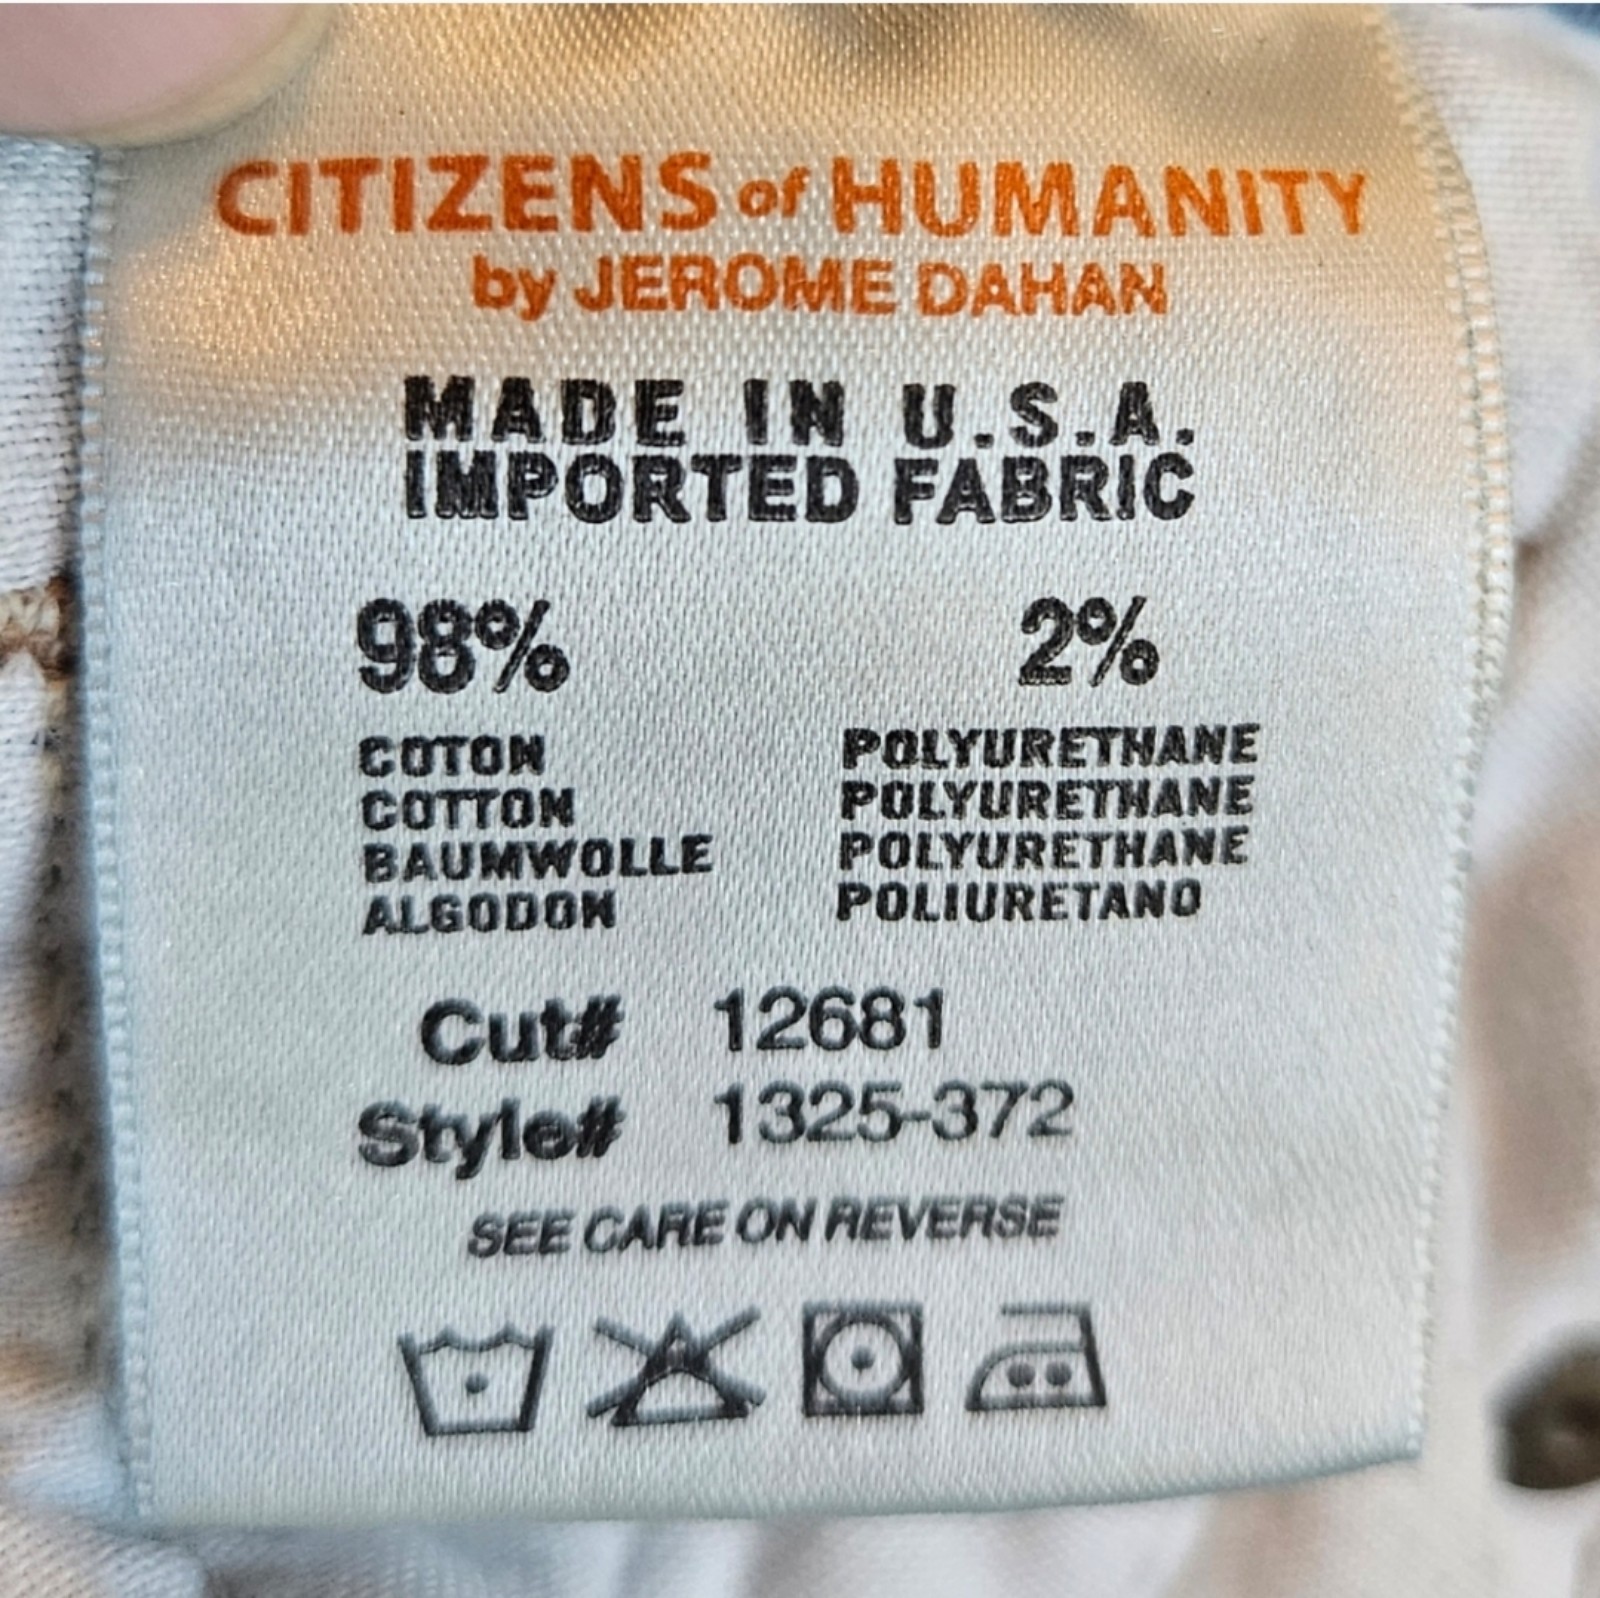 CITIZENS of HUMANITY
by JEROME DAHAN
MADE IN U.S.A.
IMPORTED FABRIC
98% 2%
COTON POLYURETHANE
COTTON POLYURETHANE
BAUMWOLLE POLYURETHANE
ALGODON POLIURETANO
Cut# 12681
Style# 1325-372
SEE CARE ON REVERSE